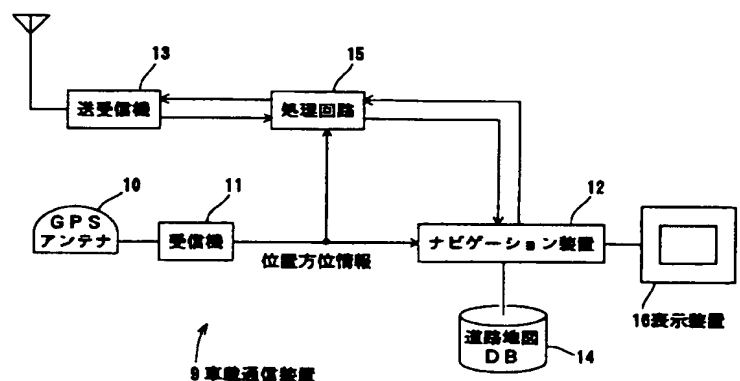 13
15
送受信機
処理回路
10
11
12
GPS
アンテナ
受信機
ナビゲーション装置
位置方位情報
16表示装置
道路地図
DB
14
9車載通信装置